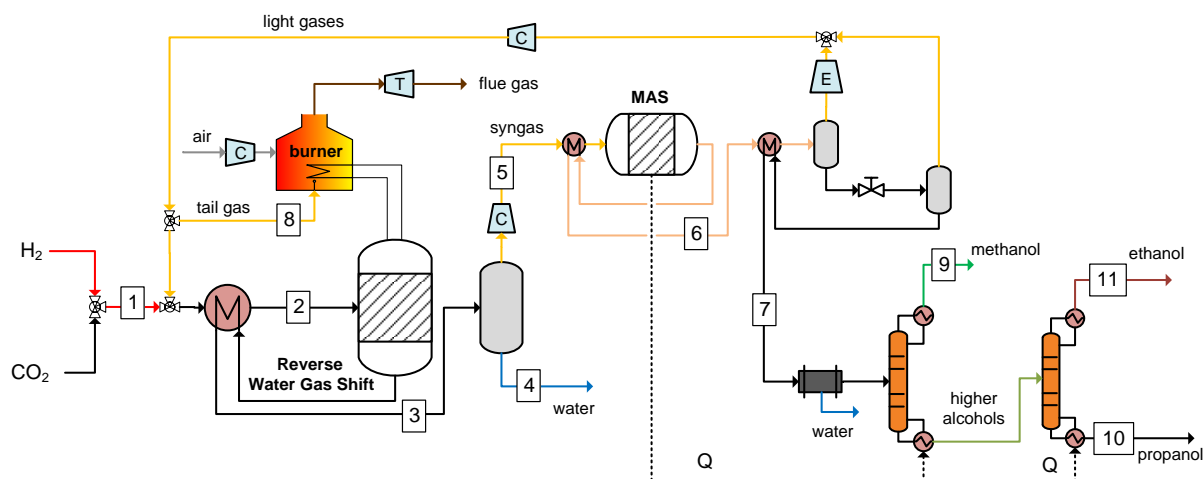 light gases
C
E
T
flue gas
MAS
syngas
air
C
burner
M
M
5
C
tail gas
8
6
H₂
methanol
9
ethanol
11
1
M
2
7
CO₂
Reverse
Water Gas Shift
4
water
3
higher
alcohols
water
10
propanol
Q
Q